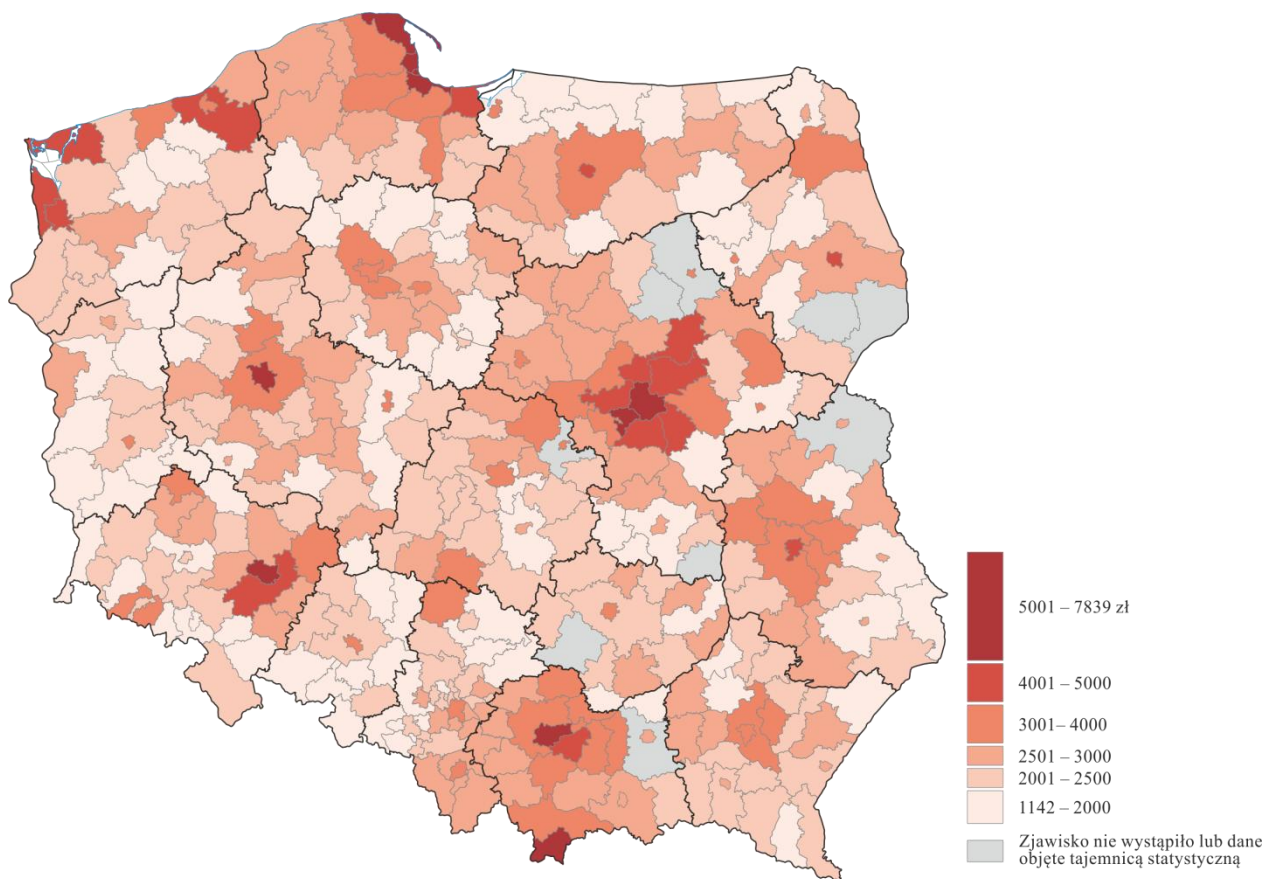 5001 – 7839 zł
4001 – 5000
3001 – 4000
2501 – 3000
2001 – 2500
1142 – 2000
Zjawisko nie wystąpiło lub dane
objęte tajemnicą statystyczną